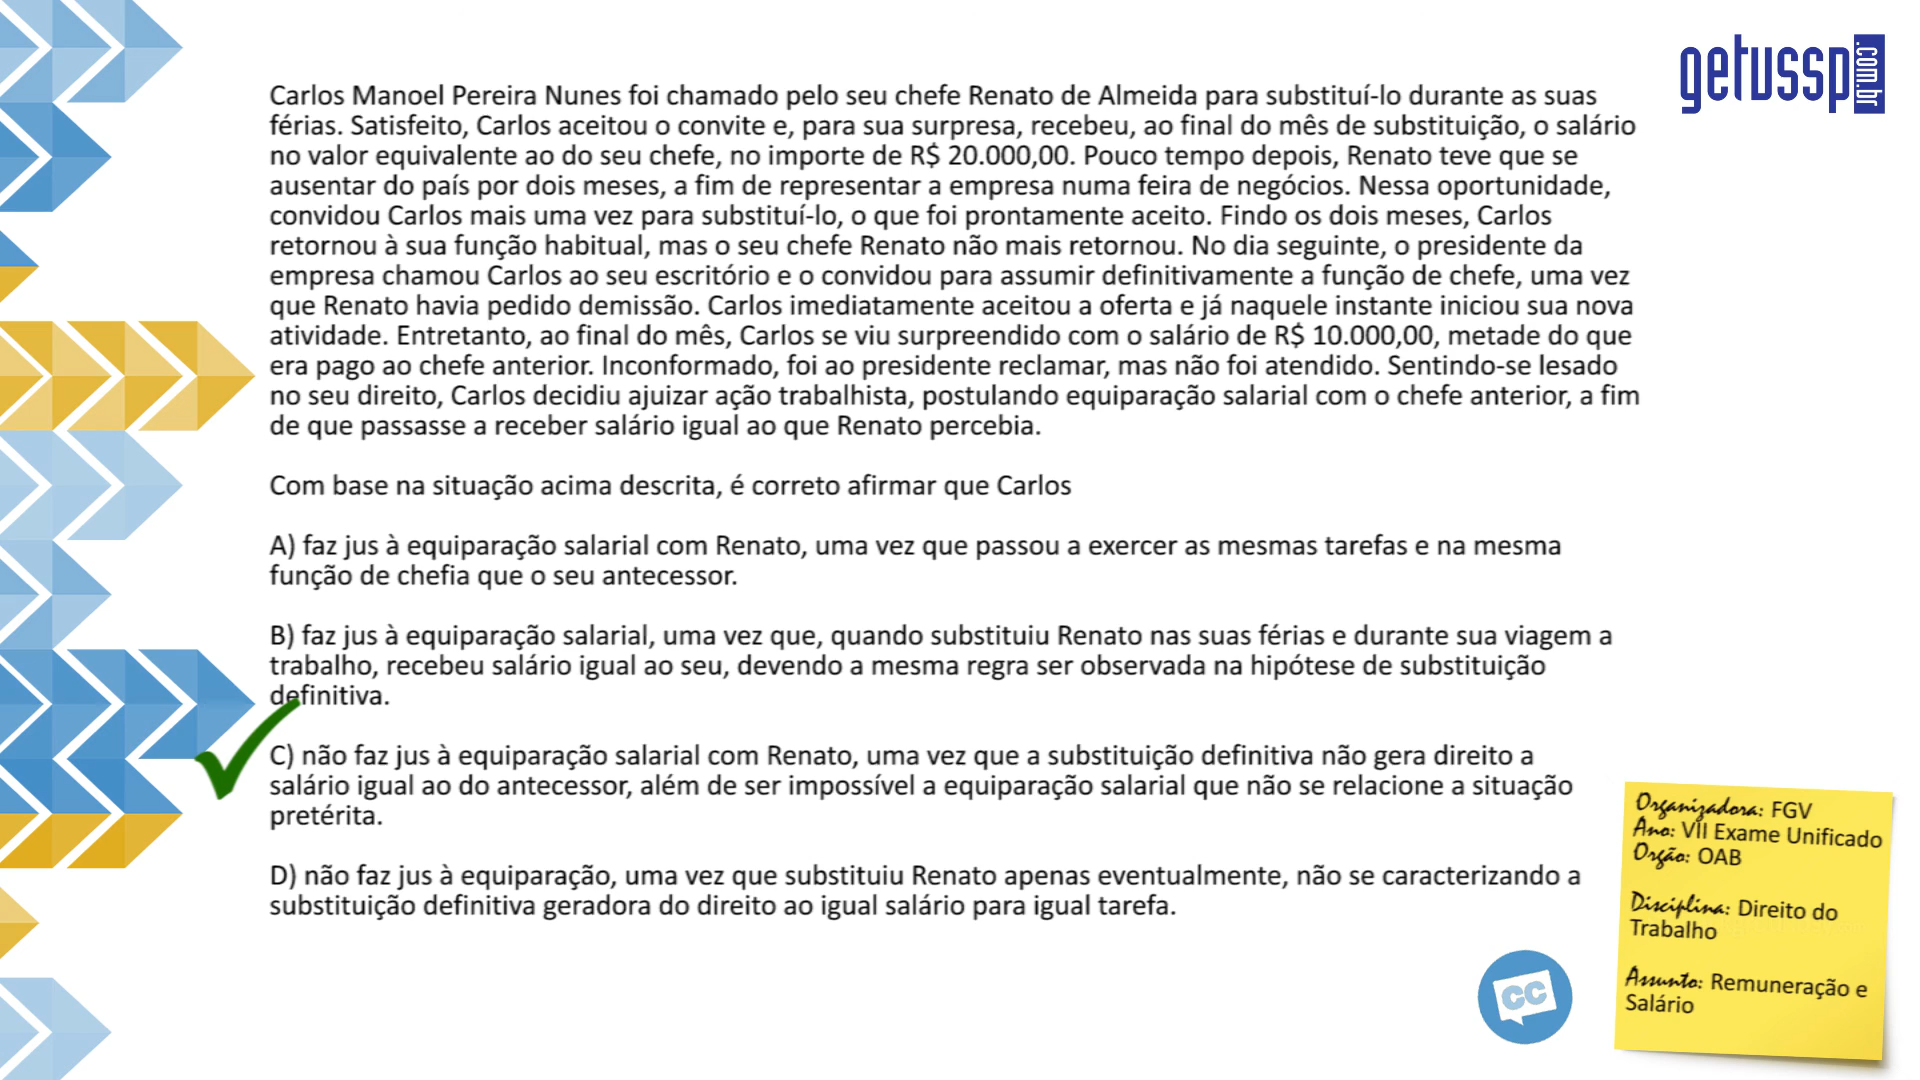 getussp.com.br
Carlos Manoel Pereira Nunes foi chamado pelo seu chefe Renato de Almeida para substituí-lo durante as suas
férias. Satisfeito, Carlos aceitou o convite e, para sua surpresa, recebeu, ao final do mês de substituição, o salário
no valor equivalente ao do seu chefe, no importe de R$ 20.000,00. Pouco tempo depois, Renato teve que se
ausentar do país por dois meses, a fim de representar a empresa numa feira de negócios. Nessa oportunidade,
convidou Carlos mais uma vez para substituí-lo, o que foi prontamente aceito. Findo os dois meses, Carlos
retornou à sua função habitual, mas o seu chefe Renato não mais retornou. No dia seguinte, o presidente da
empresa chamou Carlos ao seu escritório e o convidou para assumir definitivamente a função de chefe, uma vez
que Renato havia pedido demissão. Carlos imediatamente aceitou a oferta e já naquele instante iniciou sua nova
atividade. Entretanto, ao final do mês, Carlos se viu surpreendido com o salário de R$ 10.000,00, metade do que
era pago ao chefe anterior. Inconformado, foi ao presidente reclamar, mas não foi atendido. Sentindo-se lesado
no seu direito, Carlos decidiu ajuizar ação trabalhista, postulando equiparação salarial com o chefe anterior, a fim
de que passasse a receber salário igual ao que Renato percebia.
Com base na situação acima descrita, é correto afirmar que Carlos
A) faz jus à equiparação salarial com Renato, uma vez que passou a exercer as mesmas tarefas e na mesma
função de chefia que o seu antecessor.
B) faz jus à equiparação salarial, uma vez que, quando substituiu Renato nas suas férias e durante sua viagem a
trabalho, recebeu salário igual ao seu, devendo a mesma regra ser observada na hipótese de substituição
definitiva.
C) não faz jus à equiparação salarial com Renato, uma vez que a substituição definitiva não gera direito a
salário igual ao do antecessor, além de ser impossível a equiparação salarial que não se relacione a situação
pretérita.
D) não faz jus à equiparação, uma vez que substituiu Renato apenas eventualmente, não se caracterizando a
substituição definitiva geradora do direito ao igual salário para igual tarefa.
CC
Organizadora: FGV
Ano: VII Exame Unificado
Orgão: OAB
Disciplina: Direito do
Trabalho
Assunto: Remuneração e
Salário